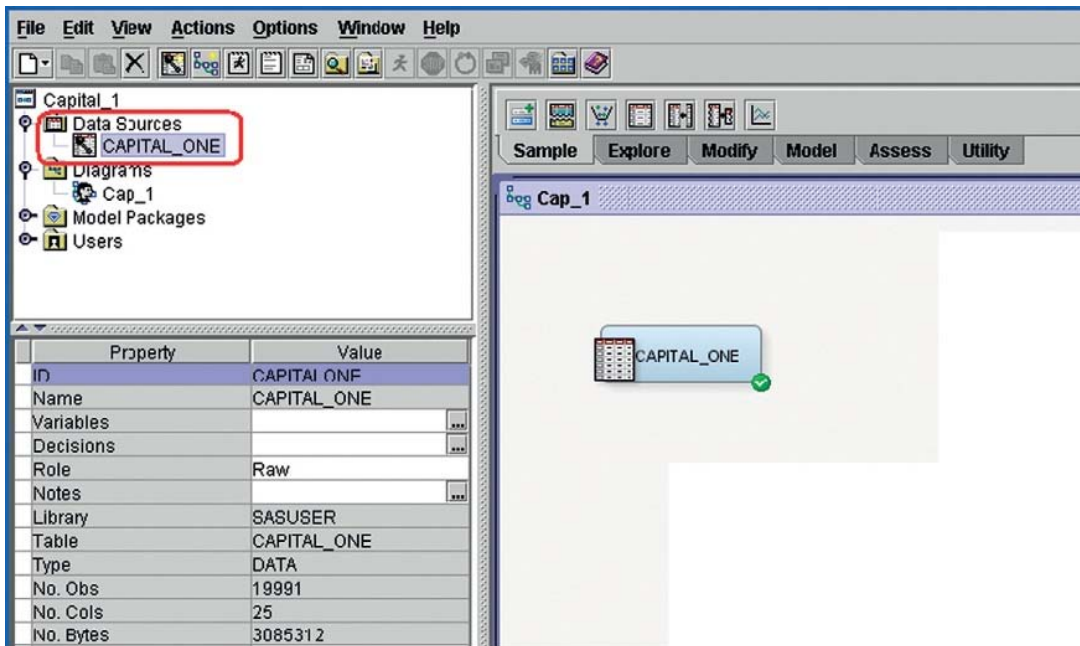 File Edit View Actions Options Window Help
Capital_1
Data Sources
CAPITAL_ONE
Diagrams
Cap_1
Model Packages
Users
Sample Explore Modify Model Assess Utility
Cap_1
CAPITAL_ONE
Property Value
ID CAPITALONE
Name CAPITAL_ONE
Variables ...
Decisions ...
Role Raw
Notes ...
Library SASUSER
Table CAPITAL_ONE
Type DATA
No. Obs 19991
No. Cols 25
No. Bytes 3085312